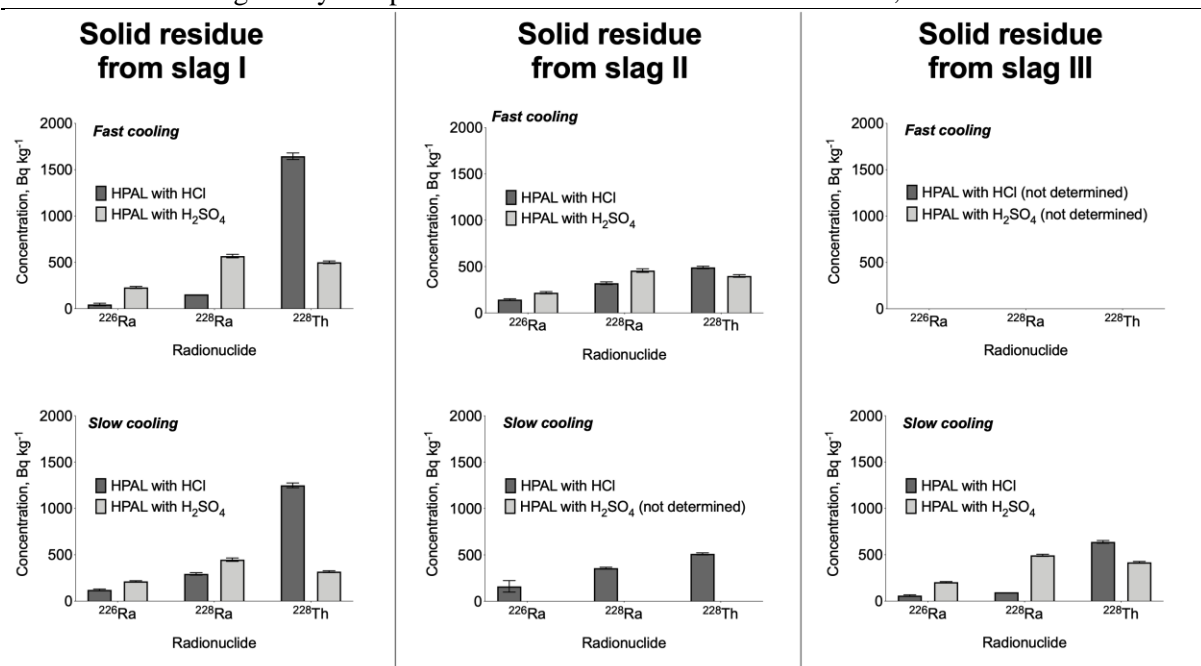 Solid residue
from slag I
Fast cooling
Concentration, Bq kg-1
2000
1500
1000
500
0
HPAL with HCl
HPAL with H2SO4
226Ra
228Ra
228Th
Radionuclide
Slow cooling
Concentration, Bq kg-1
2000
1500
1000
500
0
HPAL with HCl
HPAL with H2SO4
226Ra
228Ra
228Th
Radionuclide
Solid residue
from slag II
Fast cooling
Concentration, Bq kg-1
2000
1500
1000
500
0
HPAL with HCl
HPAL with H2SO4
226Ra
228Ra
228Th
Radionuclide
Slow cooling
Concentration, Bq kg-1
2000
1500
1000
500
0
HPAL with HCl
HPAL with H2SO4 (not determined)
226Ra
228Ra
228Th
Radionuclide
Solid residue
from slag III
Fast cooling
Concentration, Bq kg-1
2000
1500
1000
500
0
HPAL with HCl (not determined)
HPAL with H2SO4 (not determined)
226Ra
228Ra
228Th
Radionuclide
Slow cooling
Concentration, Bq kg-1
2000
1500
1000
500
0
HPAL with HCl
HPAL with H2SO4
226Ra
228Ra
228Th
Radionuclide